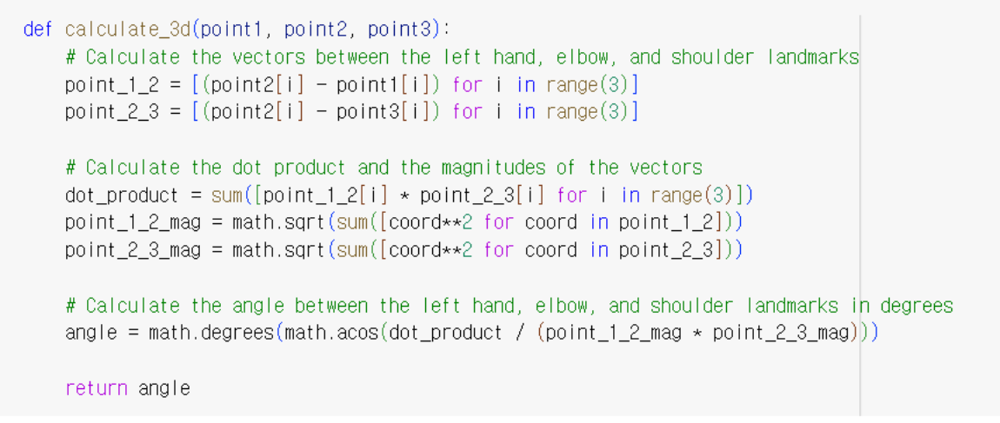 def calculate_3d(point1, point2, point3):
    # Calculate the vectors between the left hand, elbow, and shoulder landmarks
    point_1_2 = [(point2[i] - point1[i]) for i in range(3)]
    point_2_3 = [(point2[i] - point3[i]) for i in range(3)]

    # Calculate the dot product and the magnitudes of the vectors
    dot_product = sum([point_1_2[i] * point_2_3[i] for i in range(3)])
    point_1_2_mag = math.sqrt(sum([coord**2 for coord in point_1_2]))
    point_2_3_mag = math.sqrt(sum([coord**2 for coord in point_2_3]))

    # Calculate the angle between the left hand, elbow, and shoulder landmarks in degrees
    angle = math.degrees(math.acos(dot_product / (point_1_2_mag * point_2_3_mag)))

    return angle